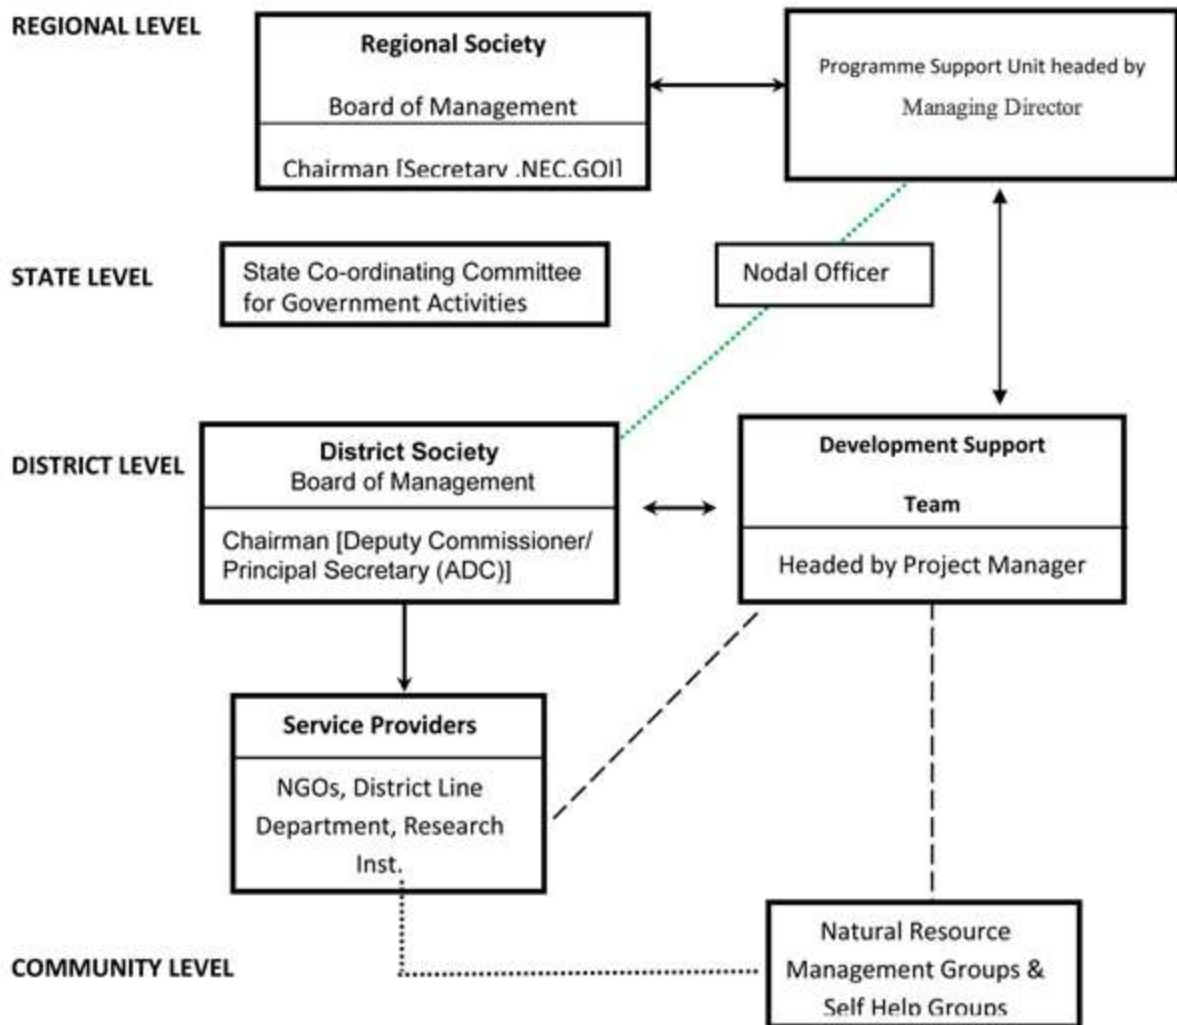 REGIONAL LEVEL
Regional Society
Board of Management
Chairman [Secretary .NEC.GOI]
Programme Support Unit headed by
Managing Director
STATE LEVEL
State Co-ordinating Committee
for Government Activities
Nodal Officer
DISTRICT LEVEL
District Society
Board of Management
Chairman [Deputy Commissioner/
Principal Secretary (ADC)]
Development Support
Team
Headed by Project Manager
Service Providers
NGOs, District Line
Department, Research
Inst.
COMMUNITY LEVEL
Natural Resource
Management Groups &
Self Help Groups